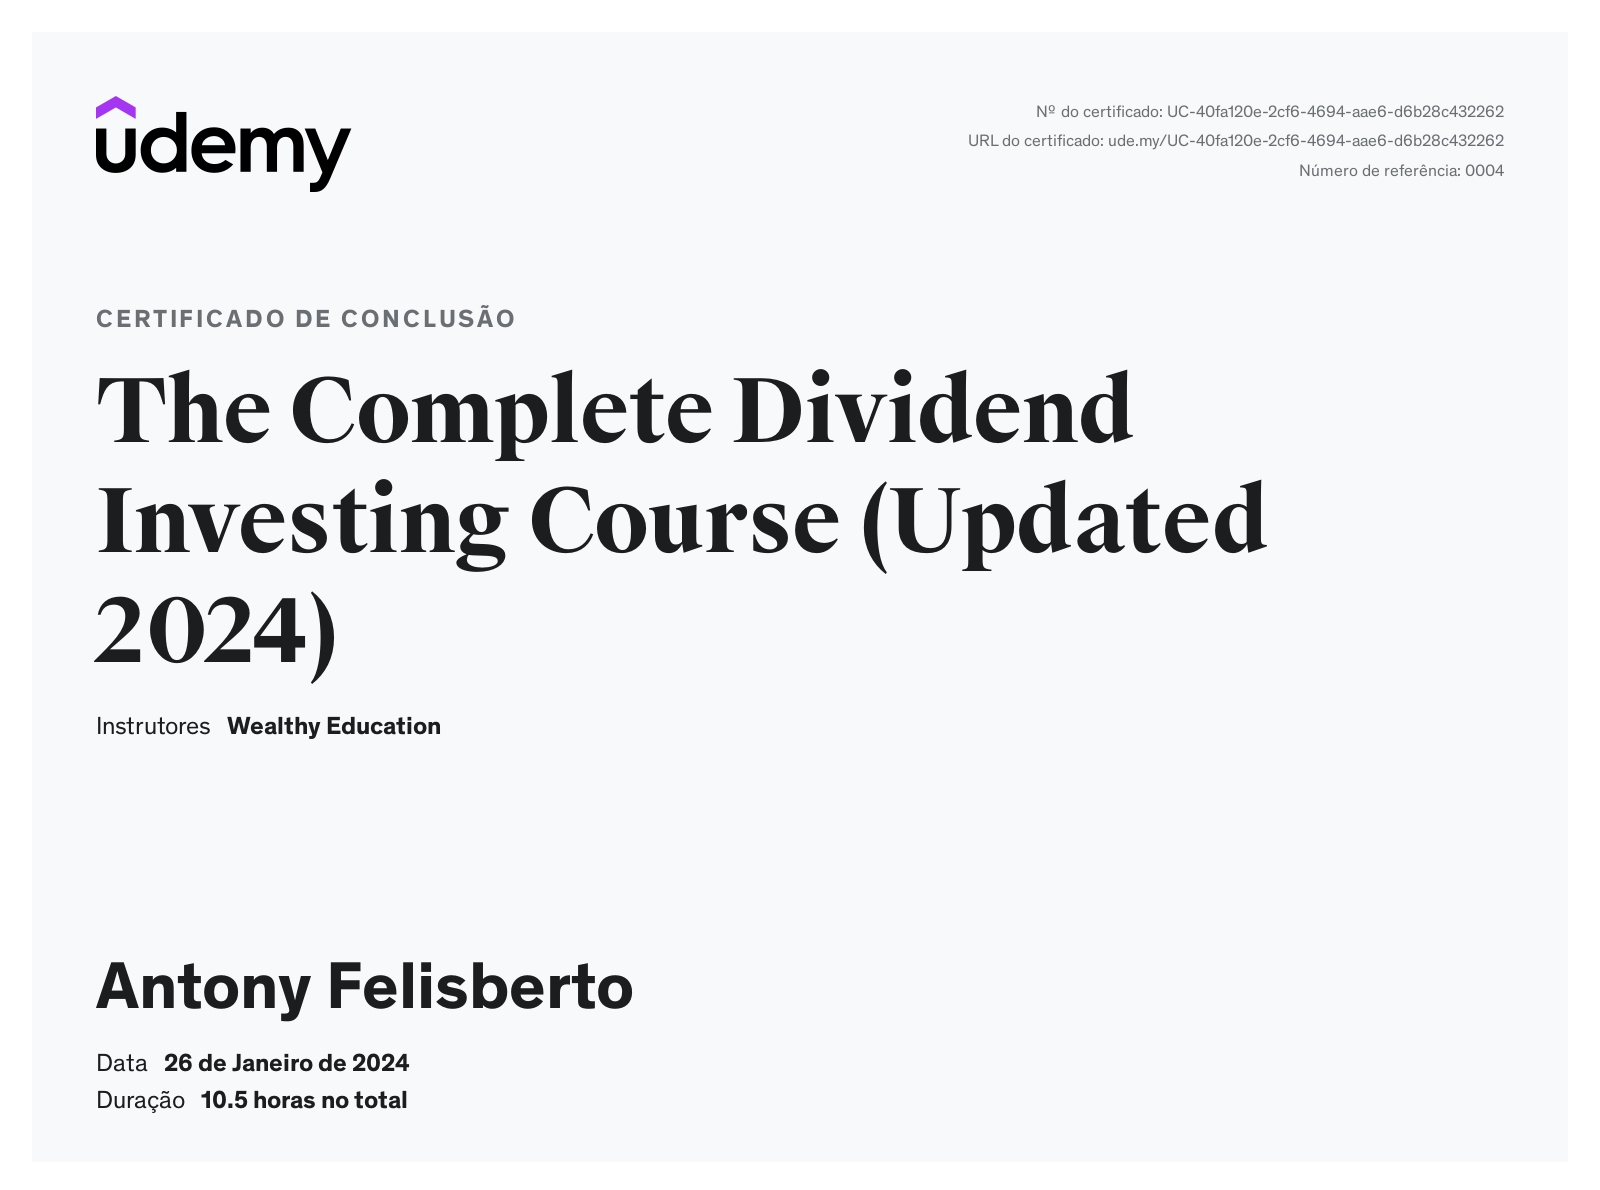 udemy
Nº do certificado: UC-40fa120e-2cf6-4694-aae6-d6b28c432262
URL do certificado: ude.my/UC-40fa120e-2cf6-4694-aae6-d6b28c432262
Número de referência: 0004
CERTIFICADO DE CONCLUSÃO
The Complete Dividend
Investing Course (Updated
2024)
Instrutores Wealthy Education
Antony Felisberto
Data 26 de Janeiro de 2024
Duração 10.5 horas no total